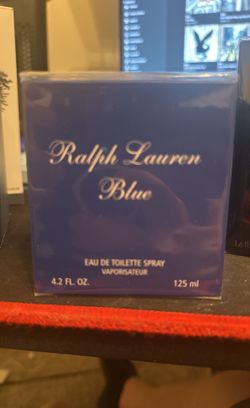 Ralph Lauren
Blue
EAU DE TOILETTE SPRAY
VAPORISATEUR
4.2 FL. OZ. 125 ml